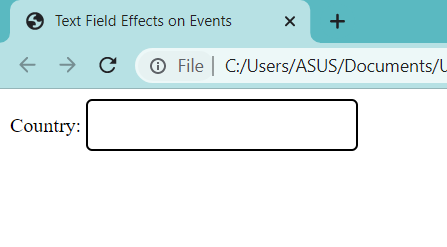 Text Field Effects on Events
File | C:/Users/ASUS/Documents/U
Country: